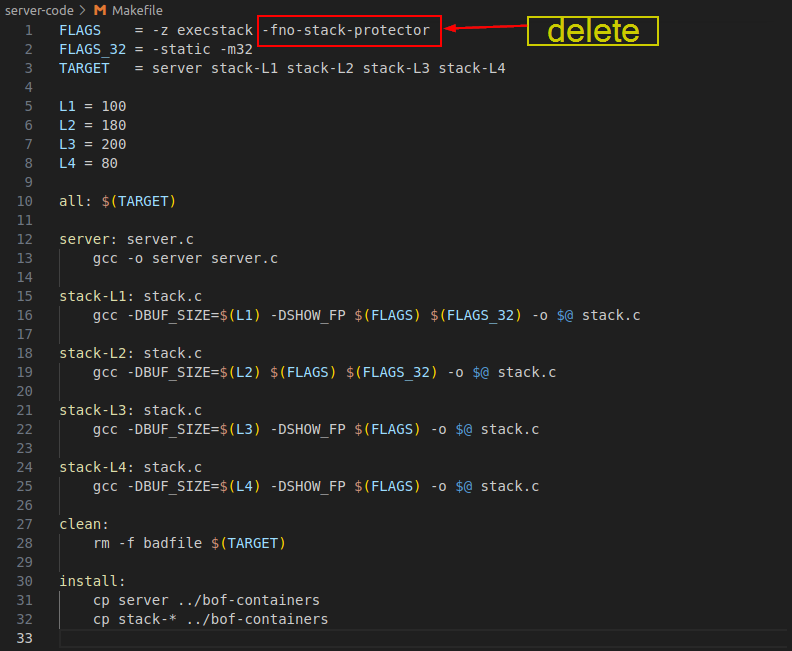 server-code > M Makefile
1 FLAGS    = -z execstack -fno-stack-protector delete
2 FLAGS_32 = -static -m32
3 TARGET   = server stack-L1 stack-L2 stack-L3 stack-L4
4
5 L1 = 100
6 L2 = 180
7 L3 = 200
8 L4 = 80
9
10 all: $(TARGET)
11
12 server: server.c
13     gcc -o server server.c
14
15 stack-L1: stack.c
16     gcc -DBUF_SIZE=$(L1) -DSHOW_FP $(FLAGS) $(FLAGS_32) -o $@ stack.c
17
18 stack-L2: stack.c
19     gcc -DBUF_SIZE=$(L2) $(FLAGS) $(FLAGS_32) -o $@ stack.c
20
21 stack-L3: stack.c
22     gcc -DBUF_SIZE=$(L3) -DSHOW_FP $(FLAGS) -o $@ stack.c
23
24 stack-L4: stack.c
25     gcc -DBUF_SIZE=$(L4) -DSHOW_FP $(FLAGS) -o $@ stack.c
26
27 clean:
28     rm -f badfile $(TARGET)
29
30 install:
31     cp server ../bof-containers
32     cp stack-* ../bof-containers
33